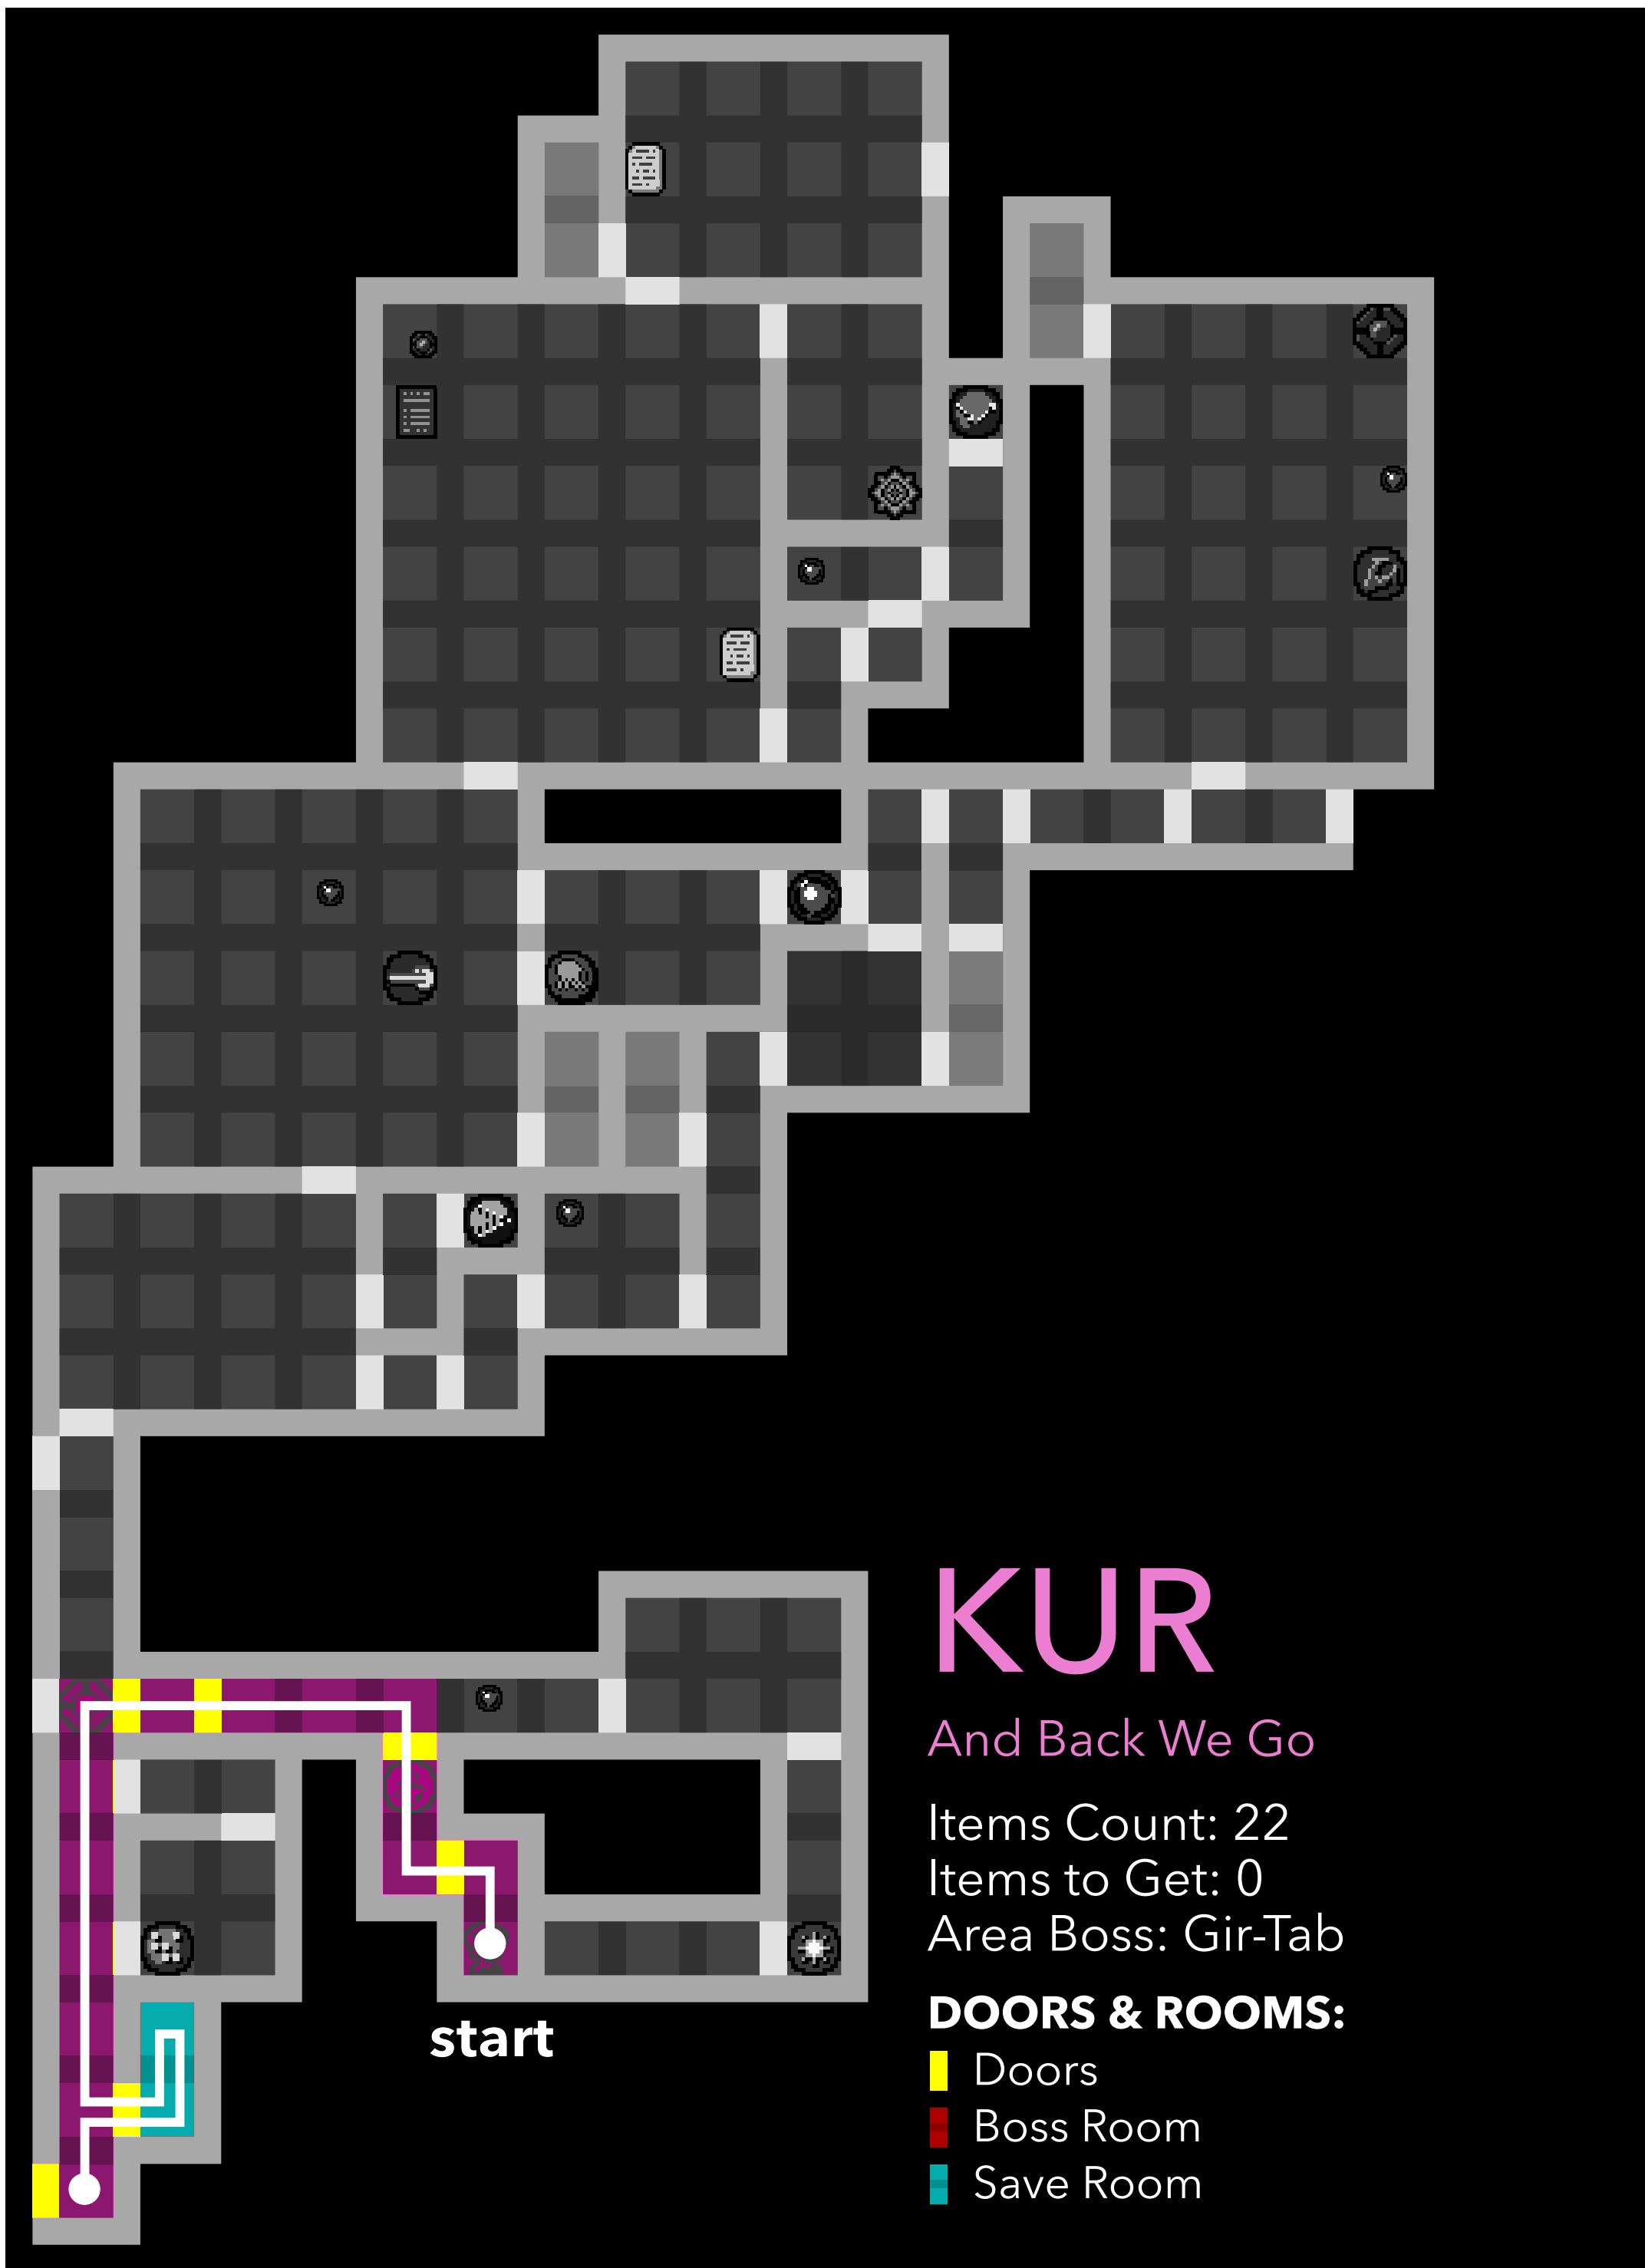 KUR
And Back We Go
Items Count: 22
Items to Get: 0
Area Boss: Gir-Tab
DOORS & ROOMS:
Doors
Boss Room
Save Room
start